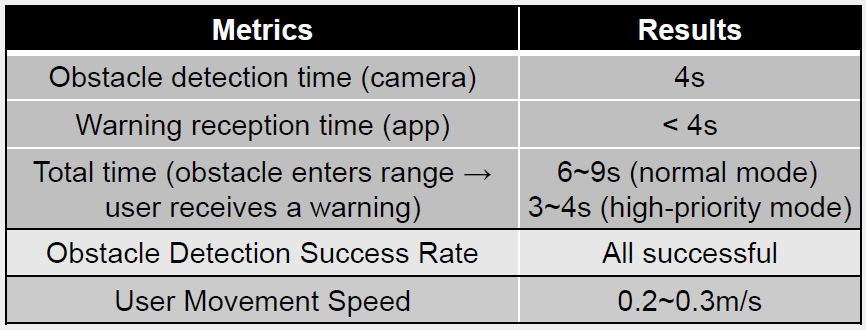 Metrics Results
Obstacle detection time (camera) 4s
Warning reception time (app) < 4s
Total time (obstacle enters range → 6~9s (normal mode)
user receives a warning) 3~4s (high-priority mode)
Obstacle Detection Success Rate All successful
User Movement Speed 0.2~0.3m/s